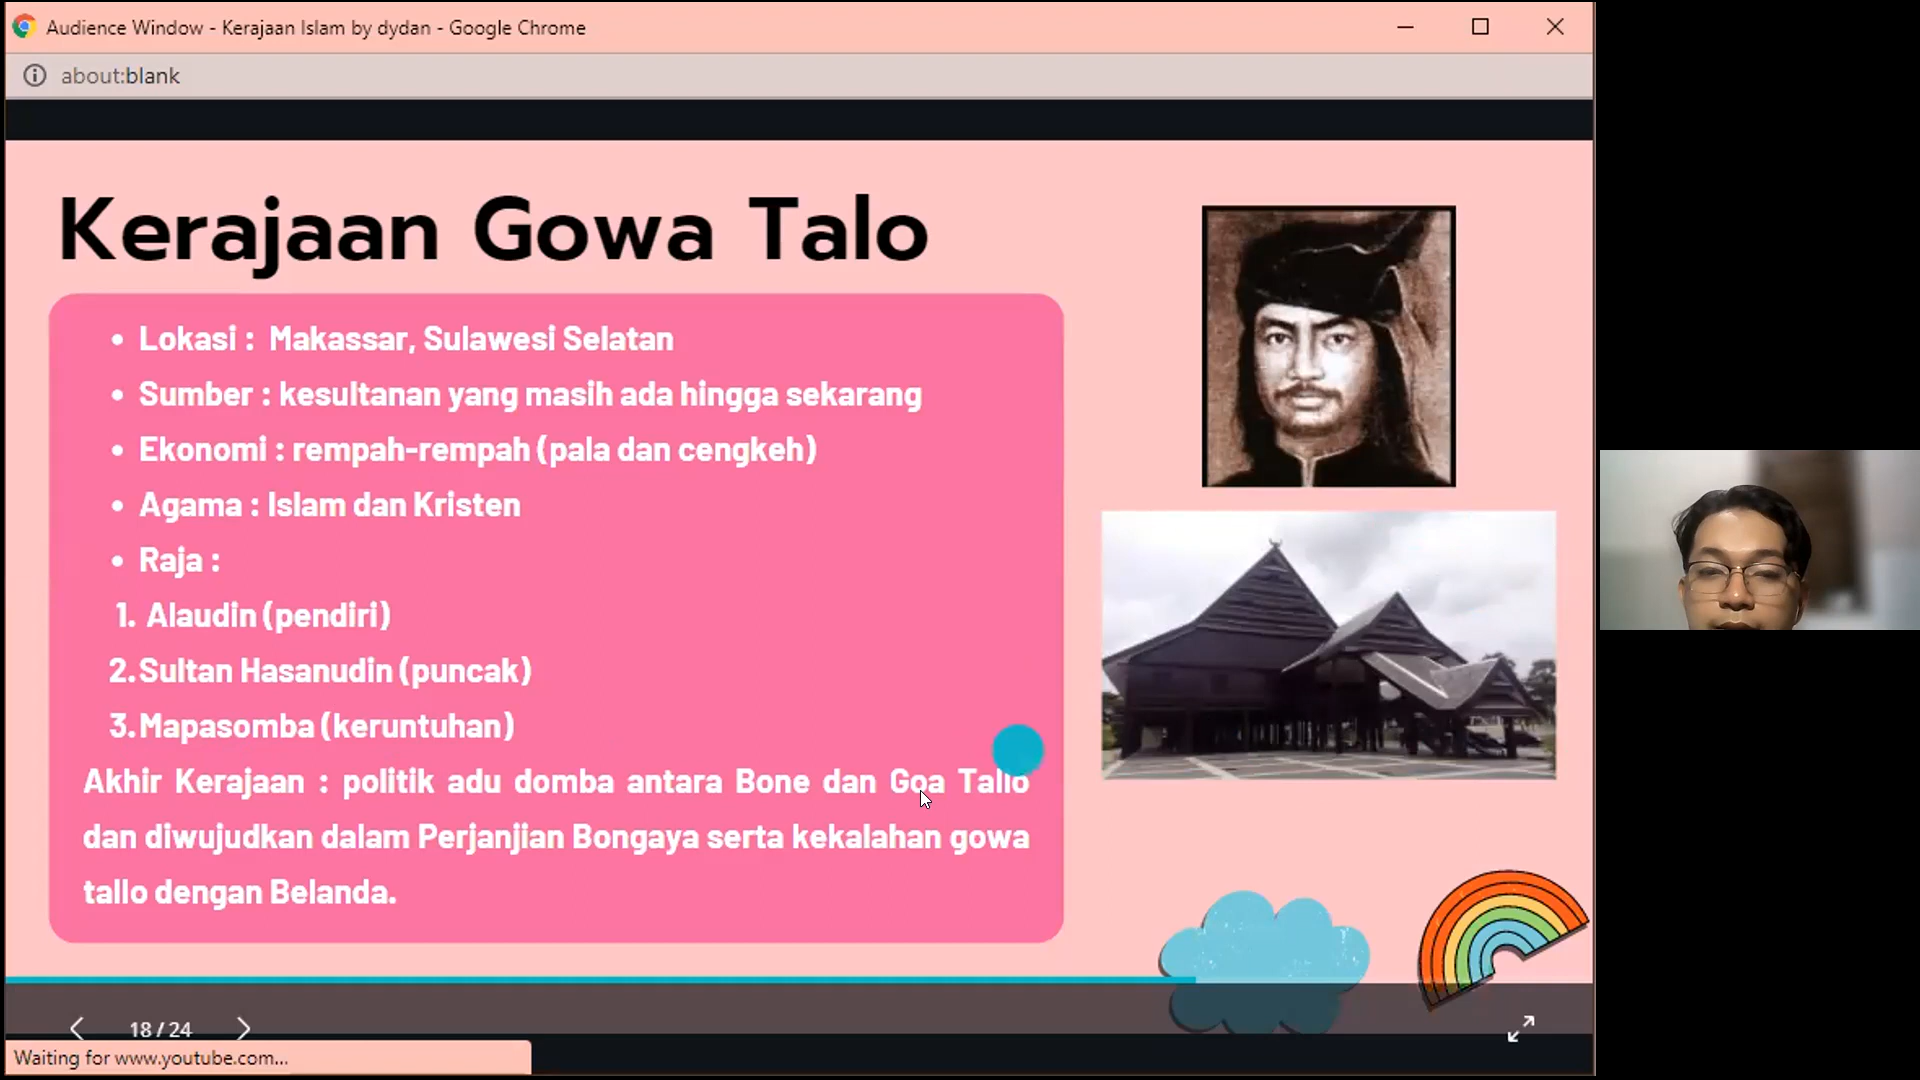 Audience Window - Kerajaan Islam by dydan - Google Chrome
about:blank
Kerajaan Gowa Talo
• Lokasi : Makassar, Sulawesi Selatan
• Sumber : kesultanan yang masih ada hingga sekarang
• Ekonomi : rempah-rempah (pala dan cengkeh)
• Agama : Islam dan Kristen
• Raja :
1. Alaudin (pendiri)
2. Sultan Hasanudin (puncak)
3. Mapasomba (keruntuhan)
Akhir Kerajaan : politik adu domba antara Bone dan Goa Tallo
dan diwujudkan dalam Perjanjian Bongaya serta kekalahan gowa
tallo dengan Belanda.
18 / 24
Waiting for www.youtube.com...